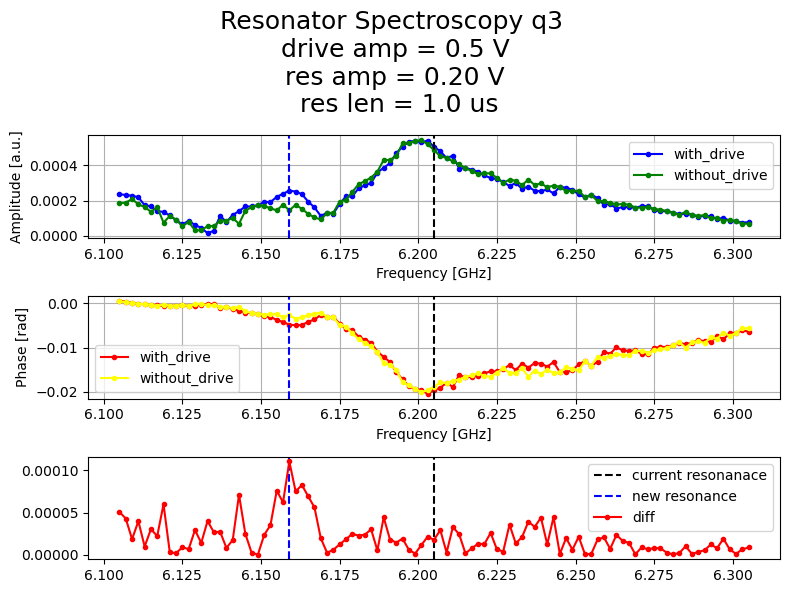 Resonator Spectroscopy q3
drive amp = 0.5 V
res amp = 0.20 V
res len = 1.0 us
Amplitude [a.u.]
0.0004
0.0002
0.0000
with_drive
without_drive
6.100 6.125 6.150 6.175 6.200 6.225 6.250 6.275 6.300
Frequency [GHz]
Phase [rad]
0.00
−0.01
−0.02
with_drive
without_drive
6.100 6.125 6.150 6.175 6.200 6.225 6.250 6.275 6.300
Frequency [GHz]
0.00010
0.00005
0.00000
current resonanace
new resonance
diff
6.100 6.125 6.150 6.175 6.200 6.225 6.250 6.275 6.300